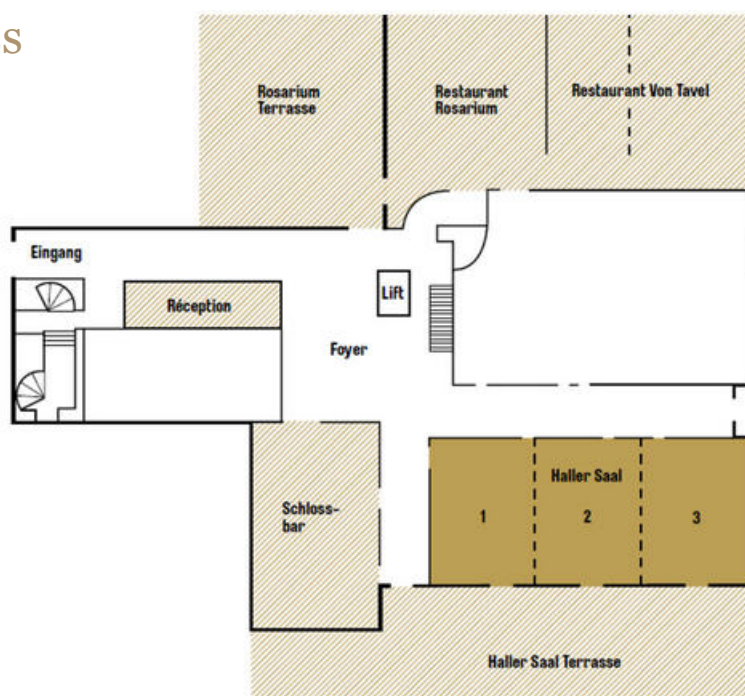 s
Rosarium
Terrasse
Restaurant
Rosarium
Restaurant Von Tavel
Eingang
Réception
Lift
Foyer
Schloss-
bar
Haller Saal
1
2
3
Haller Saal Terrasse